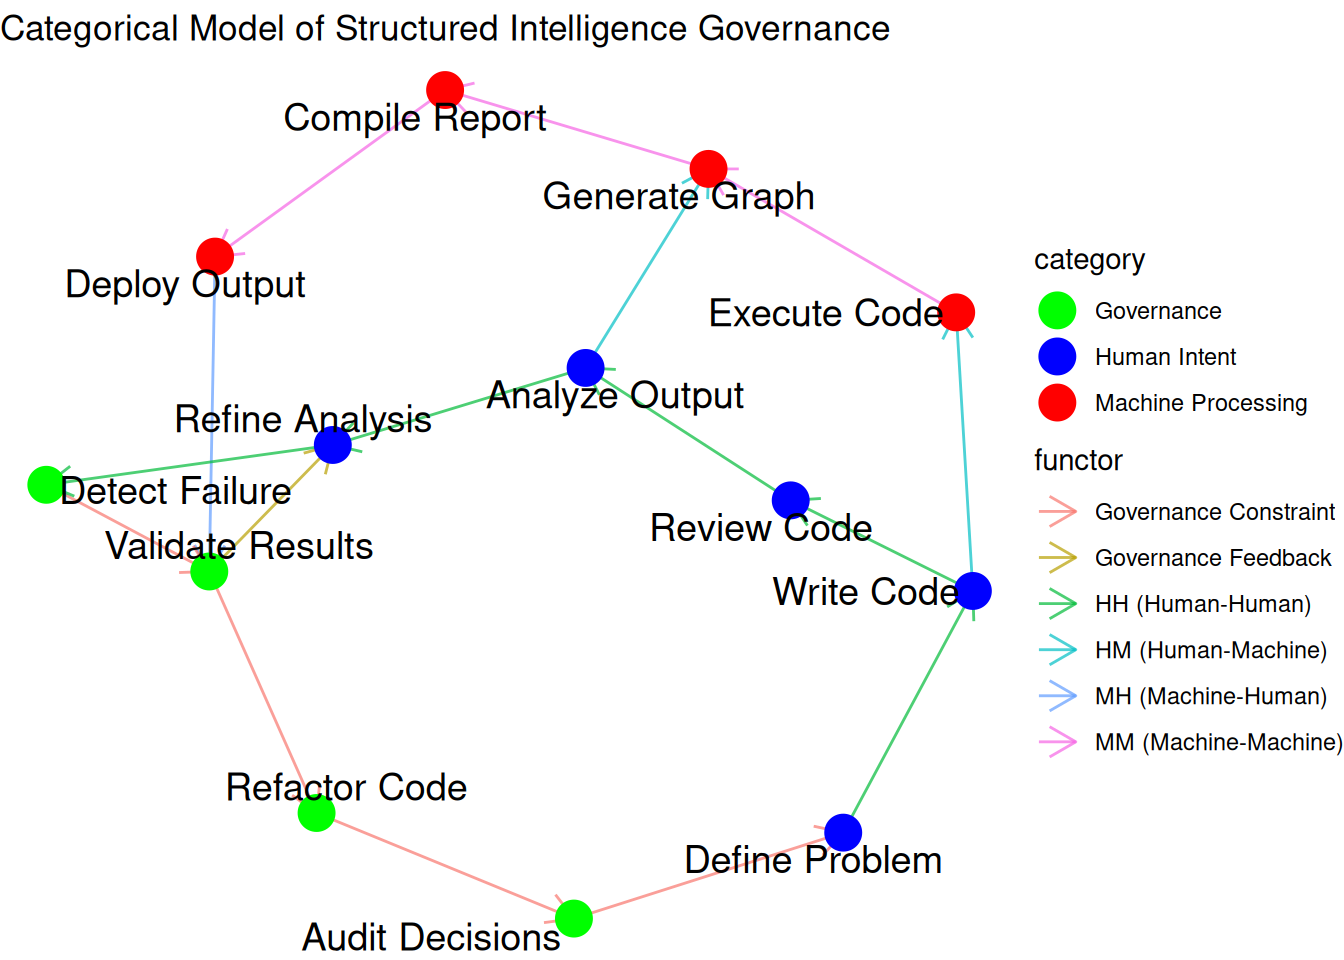 Categorical Model of Structured Intelligence Governance
Compile Report
Generate Graph
Deploy Output
Execute Code
Analyze Output
Refine Analysis
Detect Failure
Validate Results
Review Code
Write Code
Refactor Code
Define Problem
Audit Decisions
category
Governance
Human Intent
Machine Processing
functor
Governance Constraint
Governance Feedback
HH (Human-Human)
HM (Human-Machine)
MH (Machine-Human)
MM (Machine-Machine)